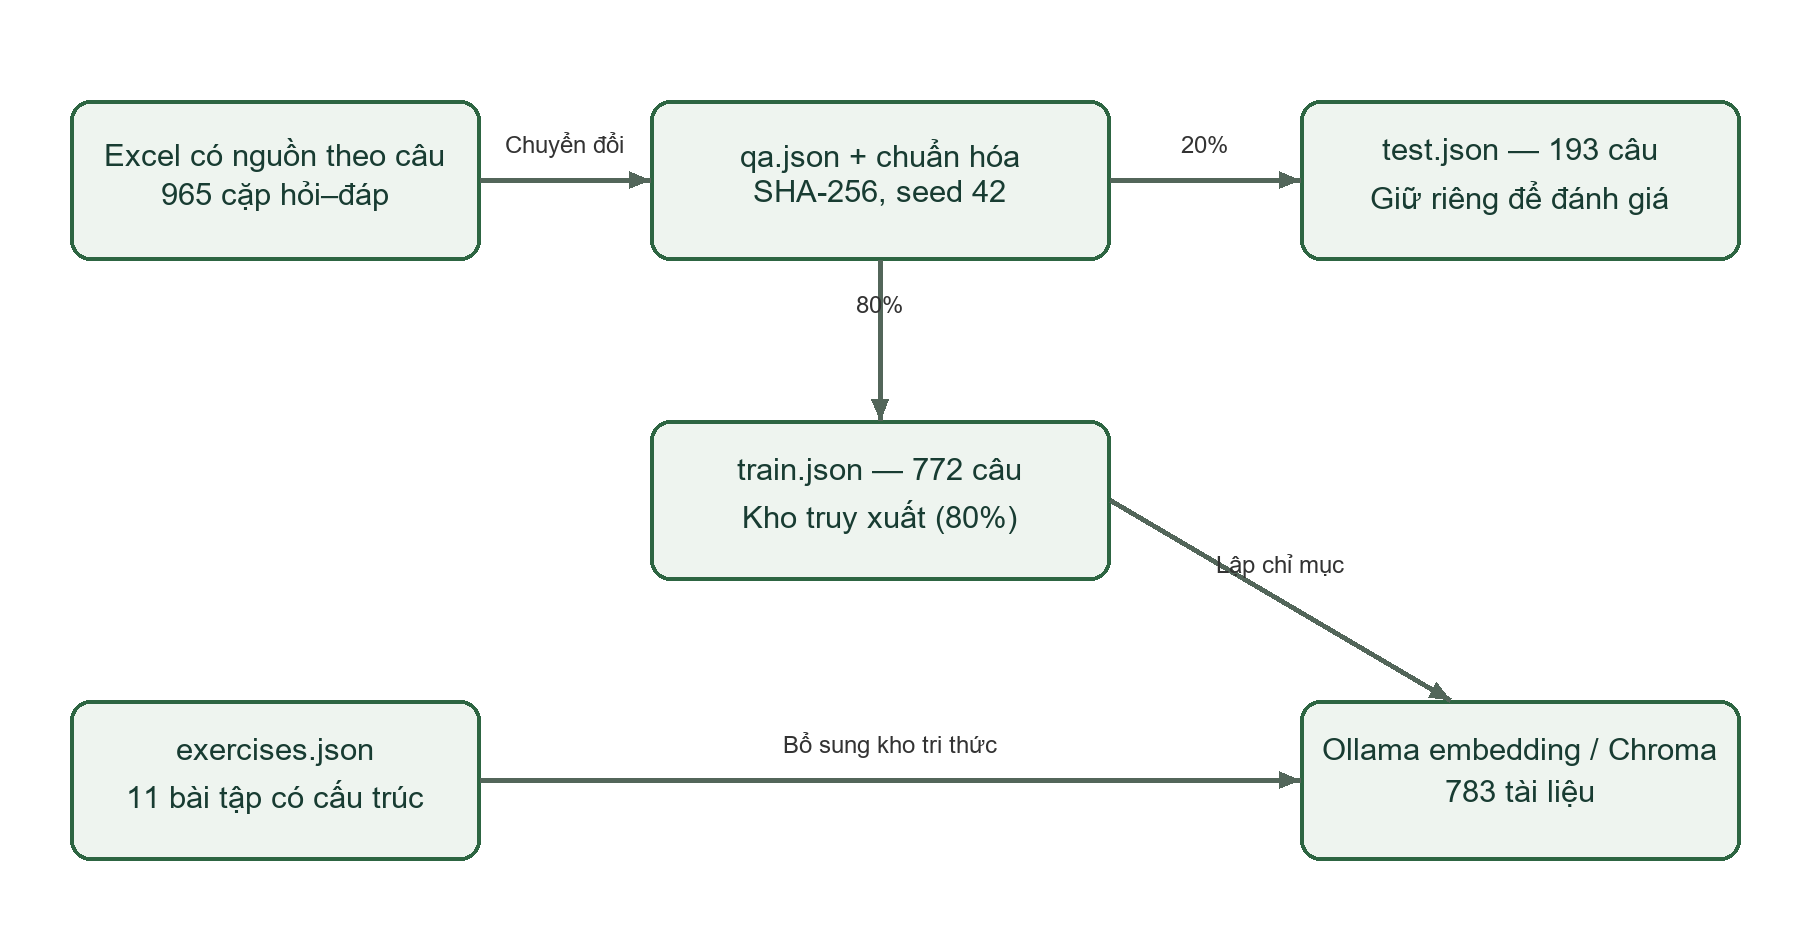 Excel có nguồn theo câu
965 cặp hỏi–đáp
Chuyển đổi
qa.json + chuẩn hóa
SHA-256, seed 42
20%
test.json — 193 câu
Giữ riêng để đánh giá
80%
train.json — 772 câu
Kho truy xuất (80%)
Lập chỉ mục
exercises.json
11 bài tập có cấu trúc
Bổ sung kho tri thức
Ollama embedding / Chroma
783 tài liệu